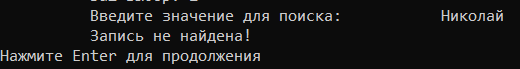 Введите значение для поиска: Николай
Запись не найдена!
Нажмите Enter для продолжения